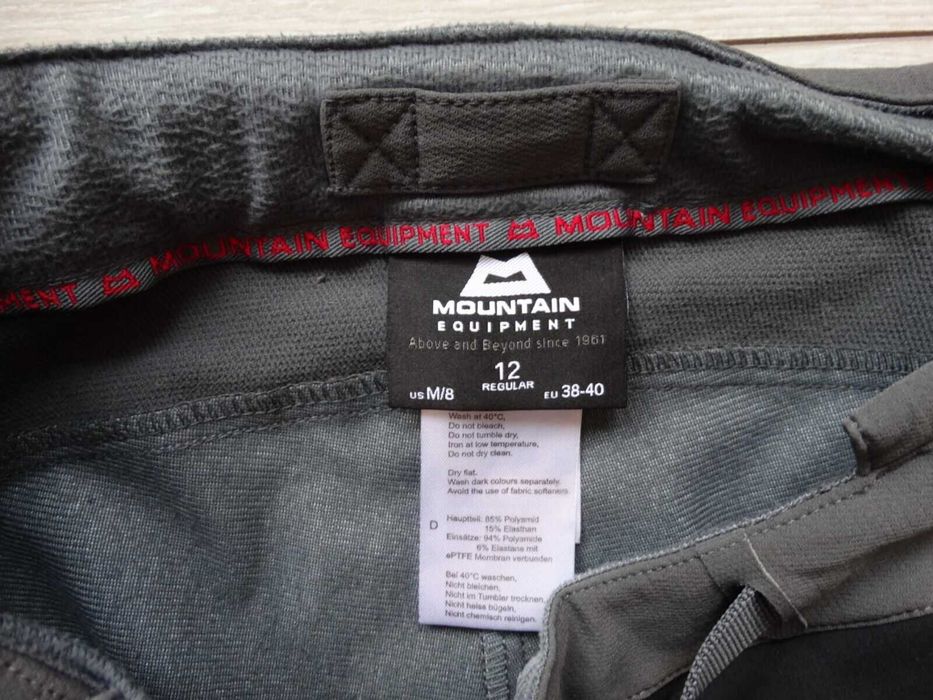 MENT MOUNTAIN EQUIPMENT MOUNTAIN EQUIPMENT
MOUNTAIN
EQUIPMENT
Above and Beyond since 1961
12
REGULAR
US M/8
EU 38-40
Wash at 40°C,
Do not bleach,
Do not tumble dry,
Iron at low temperature,
Do not dry clean.
Dry flat.
Wash dark colours separately.
Avoid the use of fabric softeners.
D
Hauptteil: 85% Polyamid
15% Elasthan
Einsätze: 94% Polyamide
6% Elastane mit
ePTFE Membran verbunden
Bei 40°C waschen,
Nicht bleichen,
Nicht im Tumbler trocknen,
Nicht heiss bügeln,
Nicht chemisch reinigen.